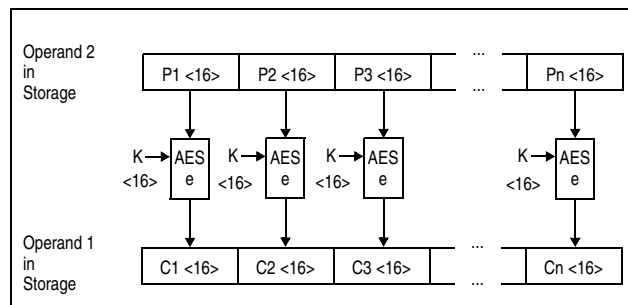 Operand 2
in
Storage
P1 <16> P2 <16> P3 <16> ... ... Pn <16>
K AES e <16> K AES e <16> K AES e <16> K AES e <16>
Operand 1
in
Storage
C1 <16> C2 <16> C3 <16> ... ... Cn <16>